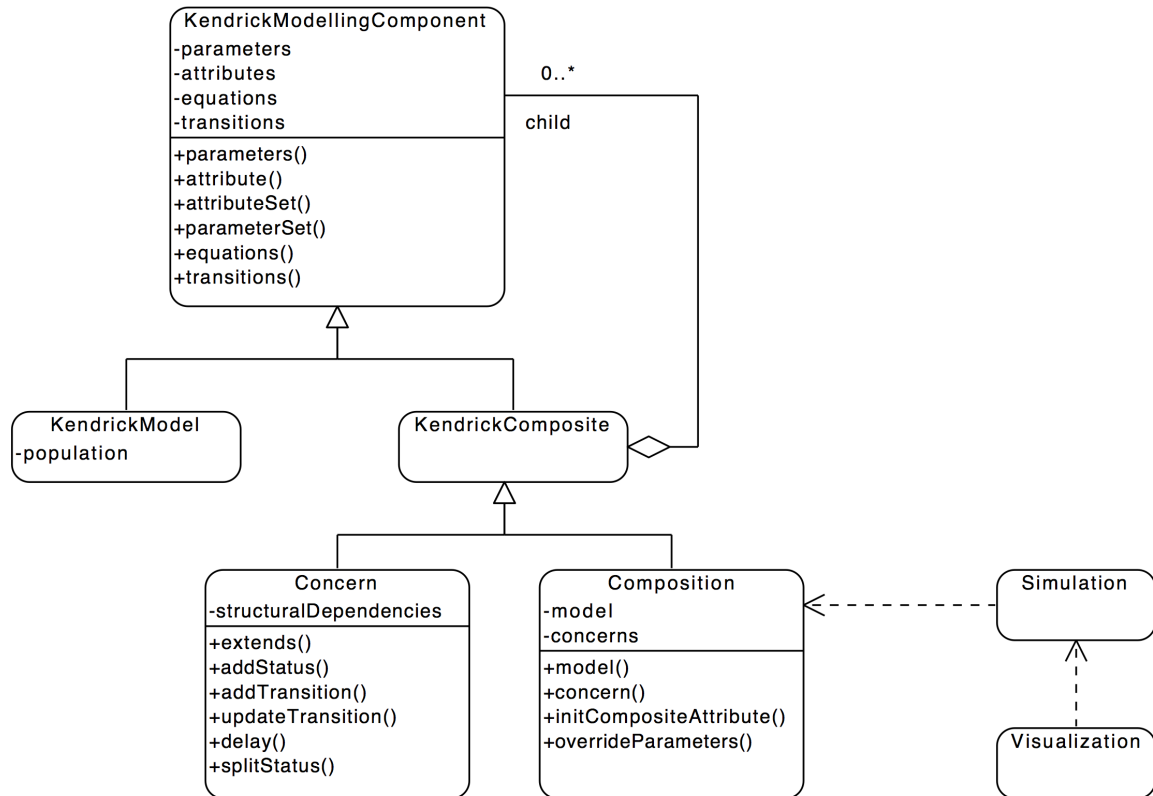 KendrickModellingComponent
-parameters
-attributes
-equations
-transitions
+parameters()
+attribute()
+attributeSet()
+parameterSet()
+equations()
+transitions()
0..*
child
KendrickModel
-population
KendrickComposite
Concern
-structuralDependencies
+extends()
+addStatus()
+addTransition()
+updateTransition()
+delay()
+splitStatus()
Composition
-model
-concerns
+model()
+concern()
+initCompositeAttribute()
+overrideParameters()
Simulation
Visualization